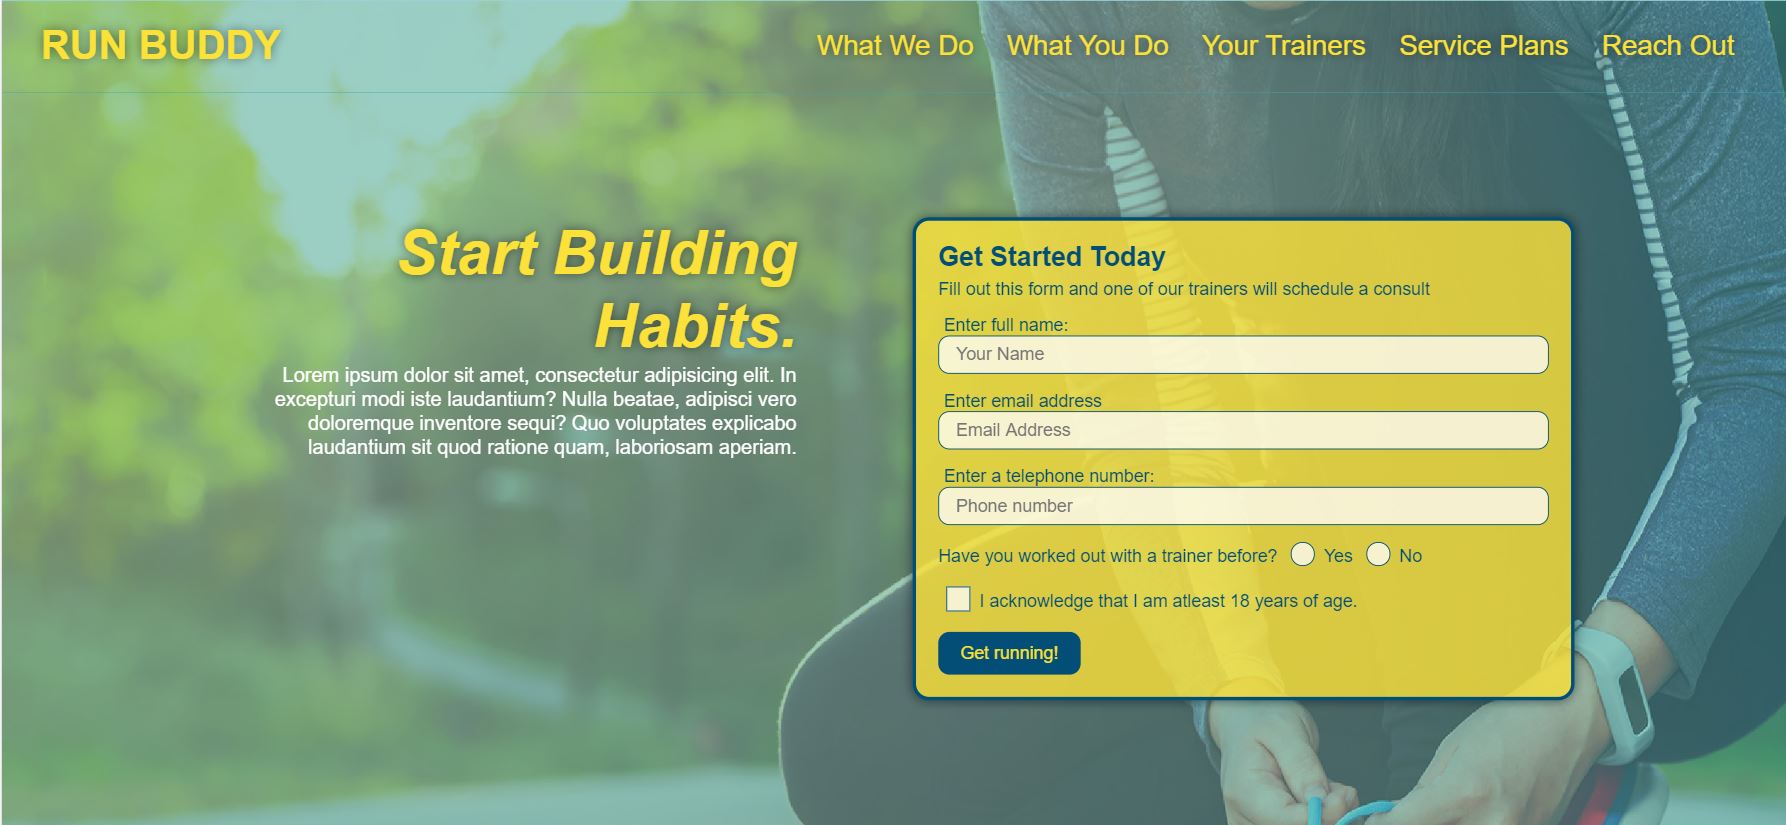 RUN BUDDY
What We Do What You Do Your Trainers Service Plans Reach Out
Start Building
Habits.
Lorem ipsum dolor sit amet, consectetur adipisicing elit. In
excepturi modi iste laudantium? Nulla beatae, adipisci vero
doloremque inventore sequi? Quo voluptates explicabo
laudantium sit quod ratione quam, laboriosam aperiam.
Get Started Today
Fill out this form and one of our trainers will schedule a consult
Enter full name:
Your Name
Enter email address
Email Address
Enter a telephone number:
Phone number
Have you worked out with a trainer before? Yes No
I acknowledge that I am atleast 18 years of age.
Get running!